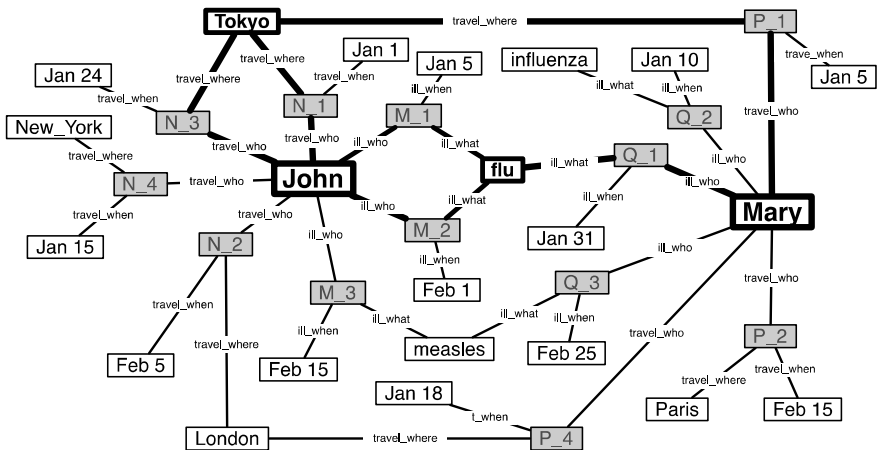 Tokyo
travel_where
P_1
Jan 1
travel_when
Jan 5
Jan 24
travel_where
travel_where
travel_when
Jan 5
influenza
Jan 10
travel_when
N_3
N_1
ill_when
M_1
ill_what
ill_when
Q_2
travel_who
New_York
travel_who
travel_who
ill_who
ill_what
Q_1
ill_who
travel_where
N_4
travel_who
John
flu
ill_what
ill_who
Mary
travel_when
travel_who
ill_who
ill_what
ill_when
Jan 15
N_2
ill_who
M_2
Jan 31
ill_who
ill_when
Feb 1
Q_3
travel_who
M_3
travel_when
ill_what
ill_when
ill_what
ill_when
travel_who
P_2
travel_where
measles
Feb 25
Feb 5
Feb 15
travel_where
travel_when
Jan 18
t_when
Paris
Feb 15
London
travel_where
P_4